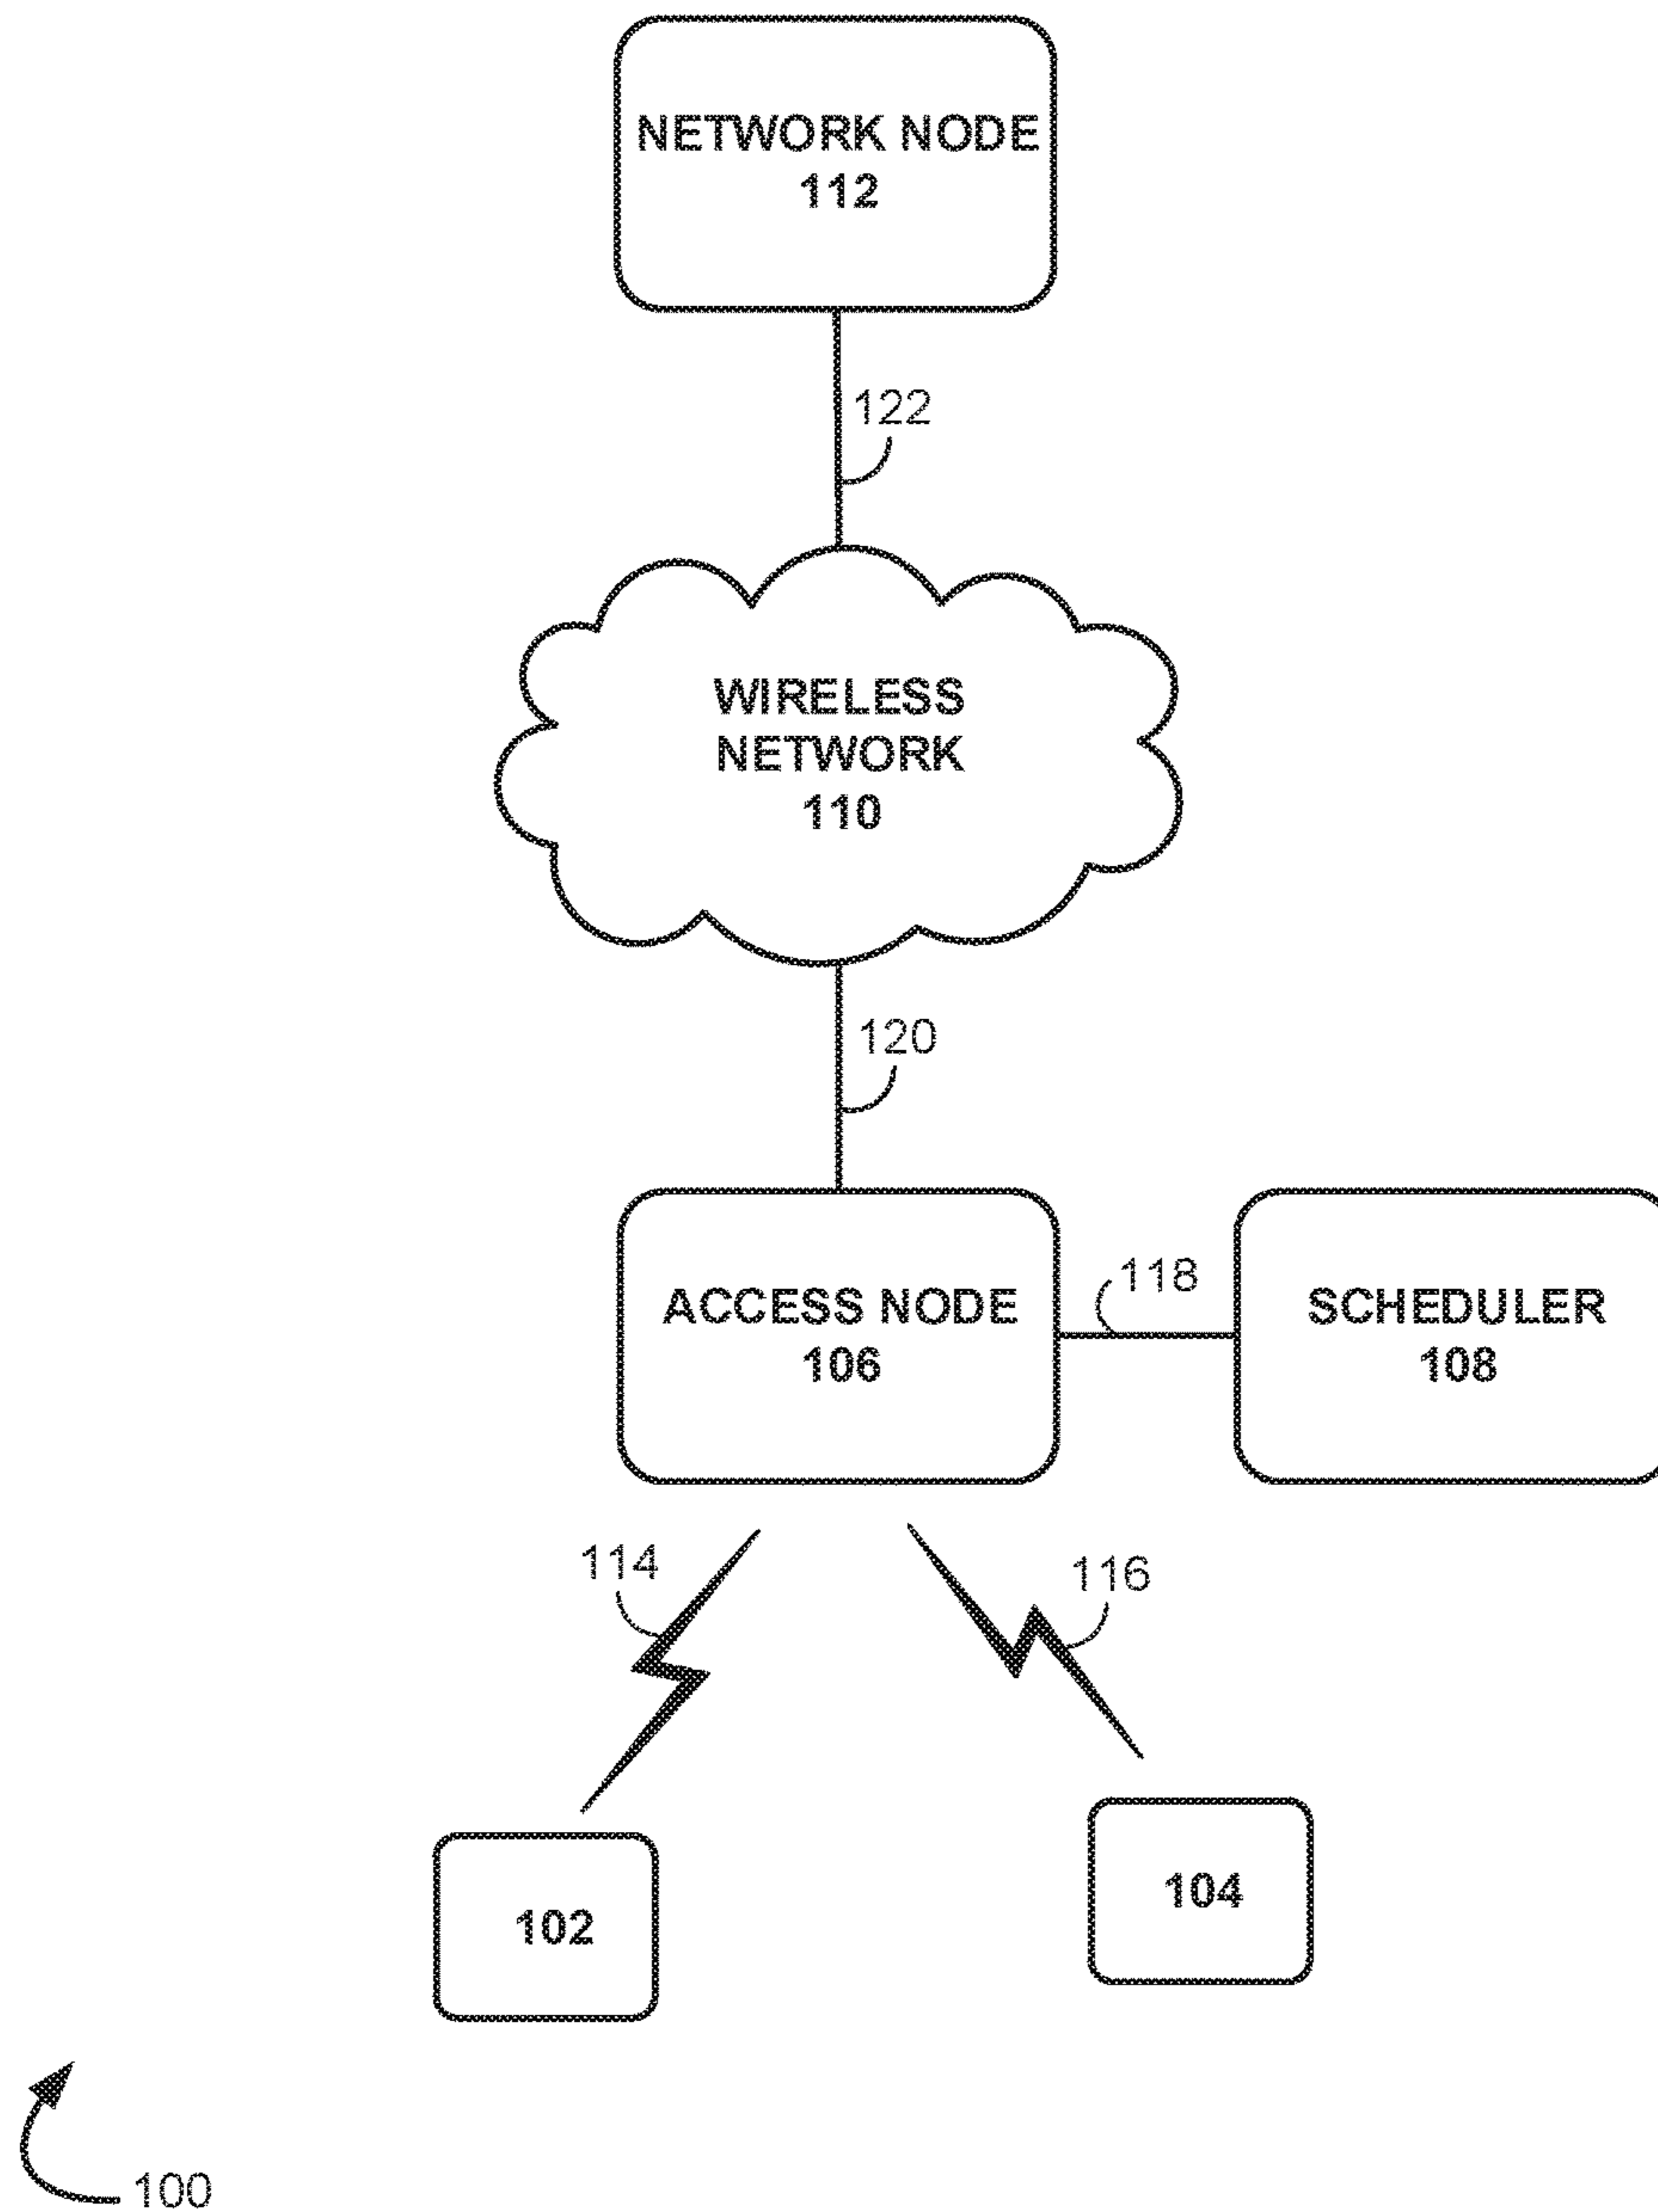 NETWORK NODE
112
122
WIRELESS
NETWORK
110
120
ACCESS NODE
106
118
SCHEDULER
108
114
116
102
104
100